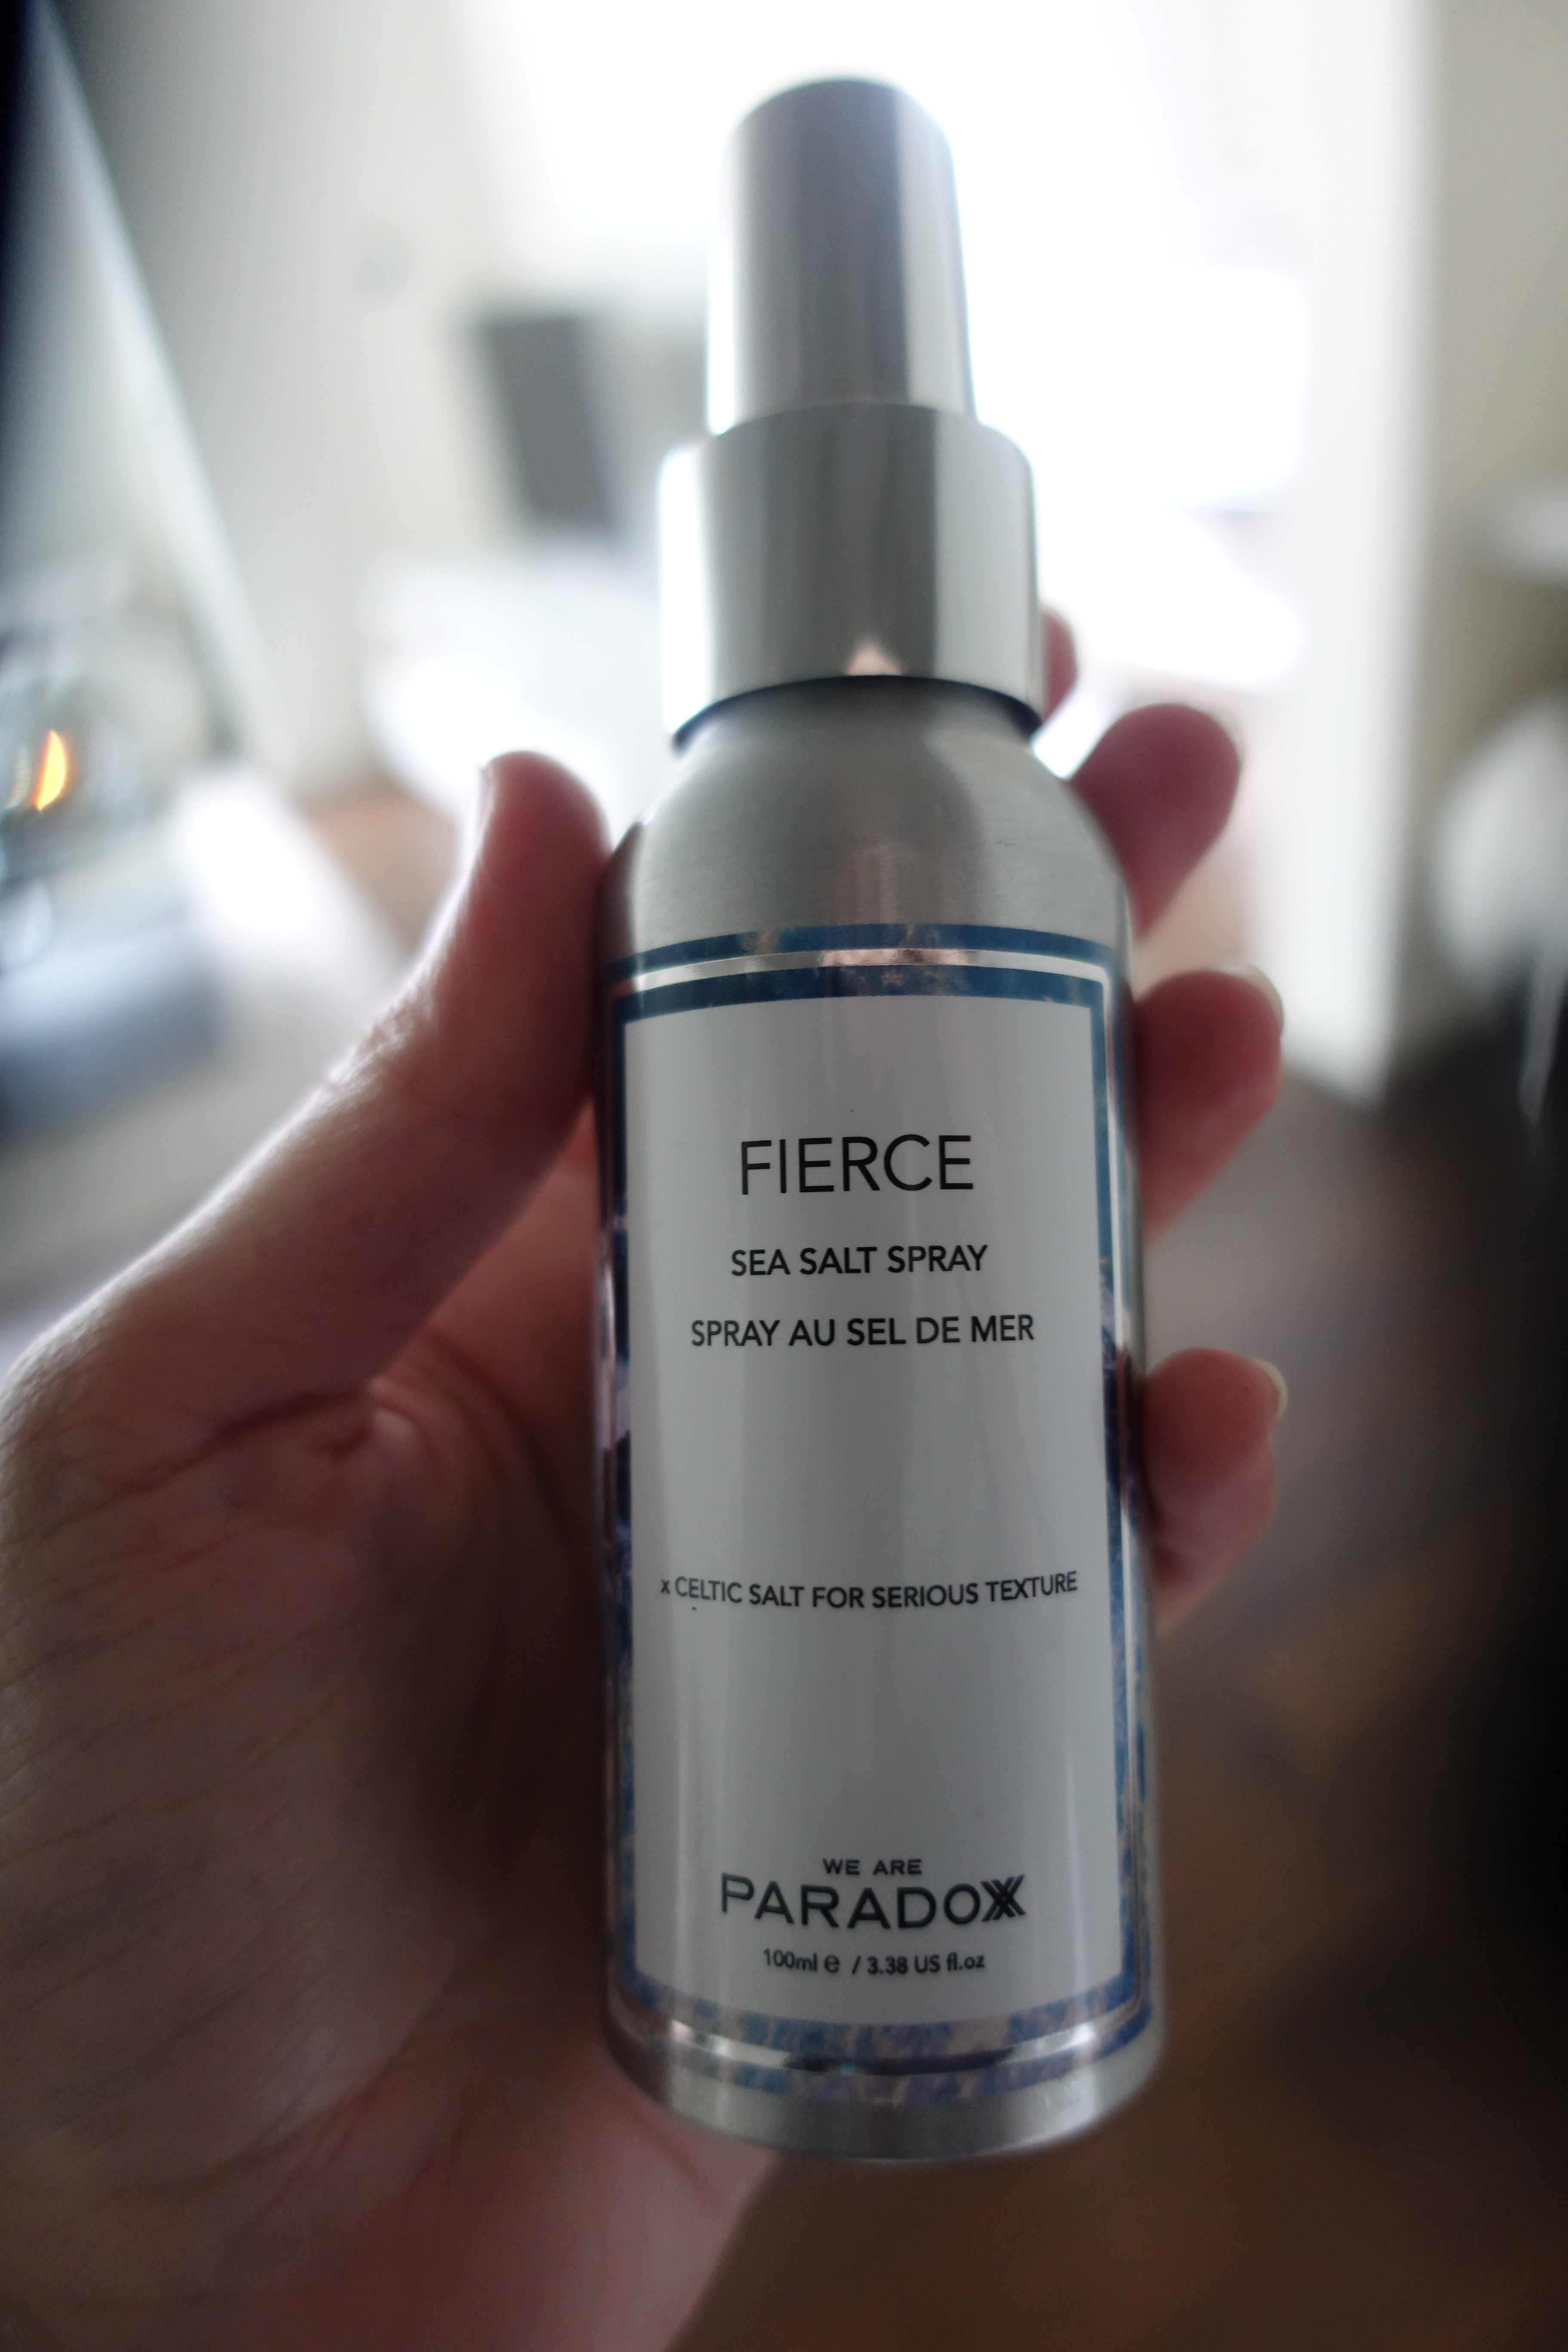 FIERCE
SEA SALT SPRAY
SPRAY AU SEL DE MER
x CELTIC SALT FOR SERIOUS TEXTURE
WE ARE
PARADOXX
100ml ℮ / 3.38 US fl.oz